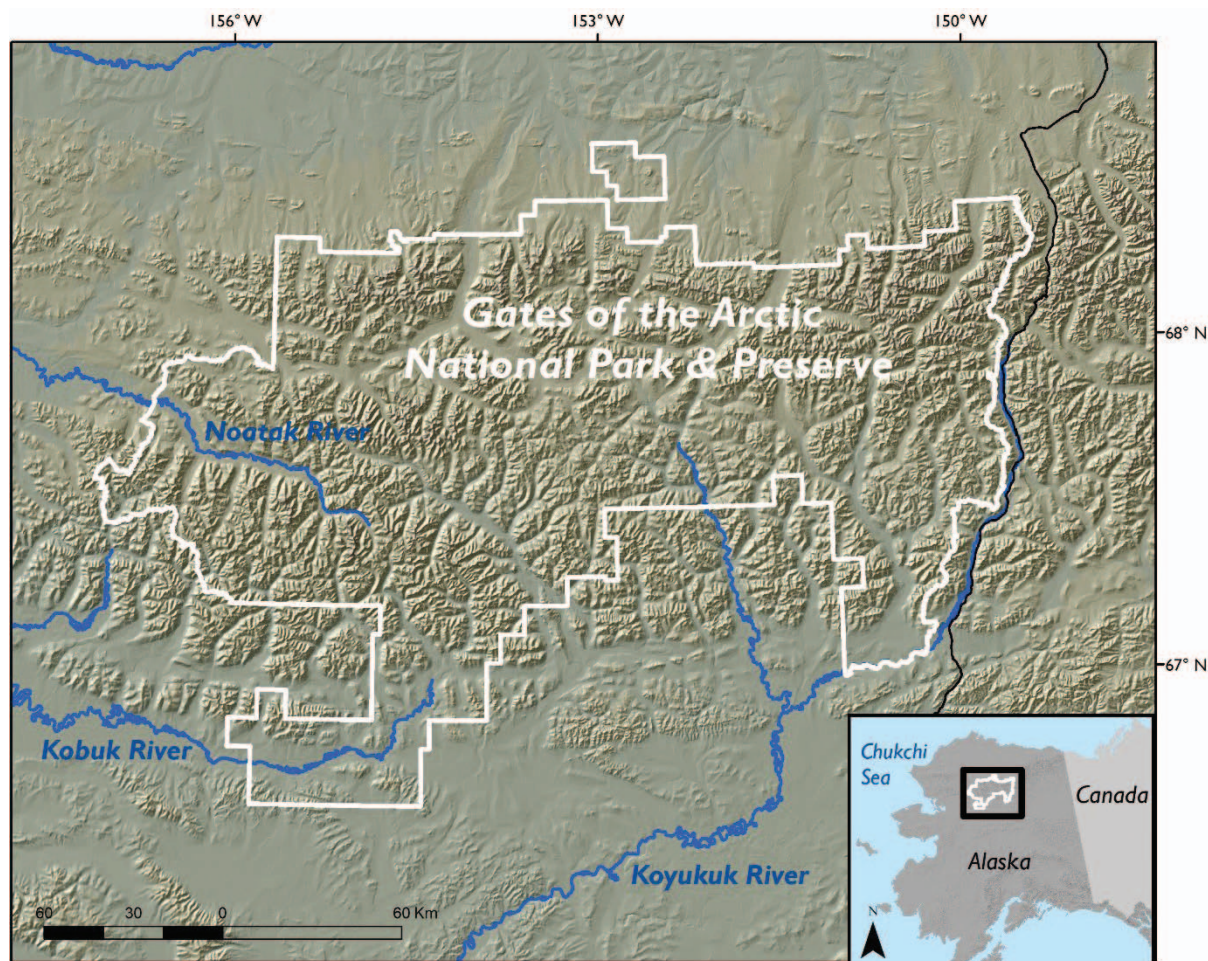 156° W
153° W
150° W
Gates of the Arctic
National Park & Preserve
68° N
Noatak River
67° N
Kobuk River
Koyukuk River
60
30
0
60 Km
Chukchi
Sea
Canada
Alaska
N